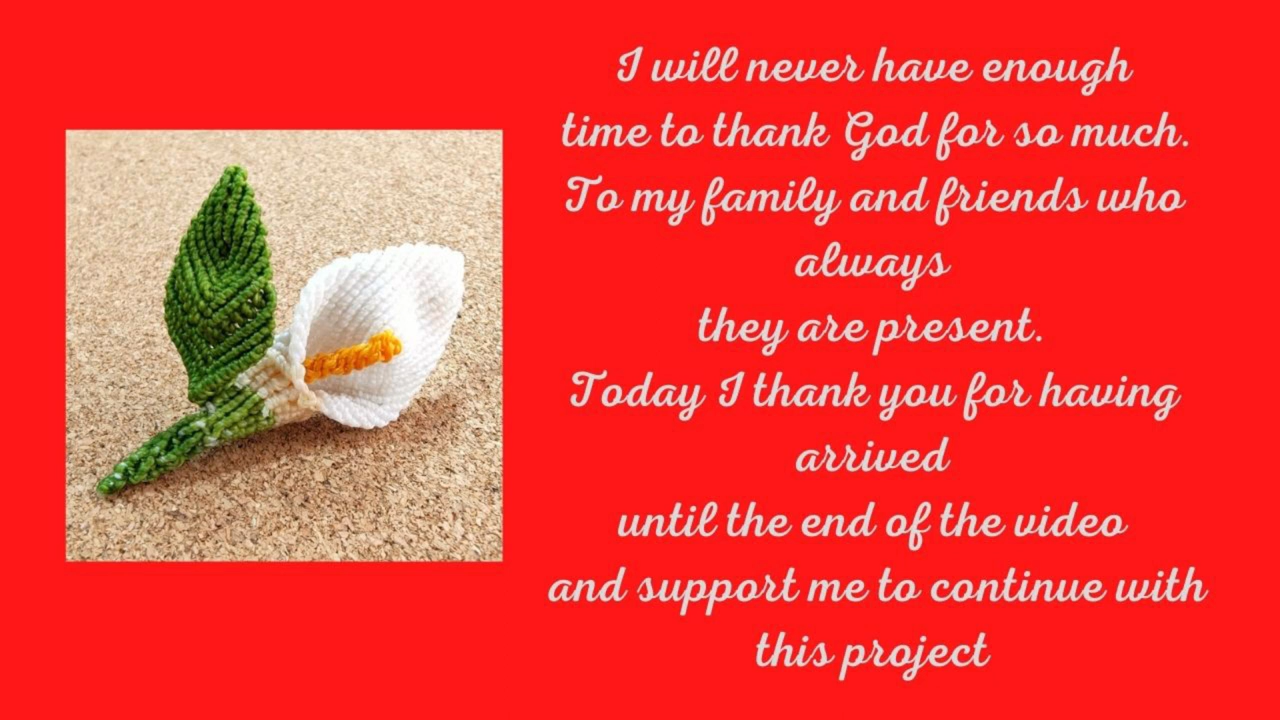 I will never have enough
time to thank God for so much.
To my family and friends who
always
they are present.
Today I thank you for having
arrived
until the end of the video
and support me to continue with
this project